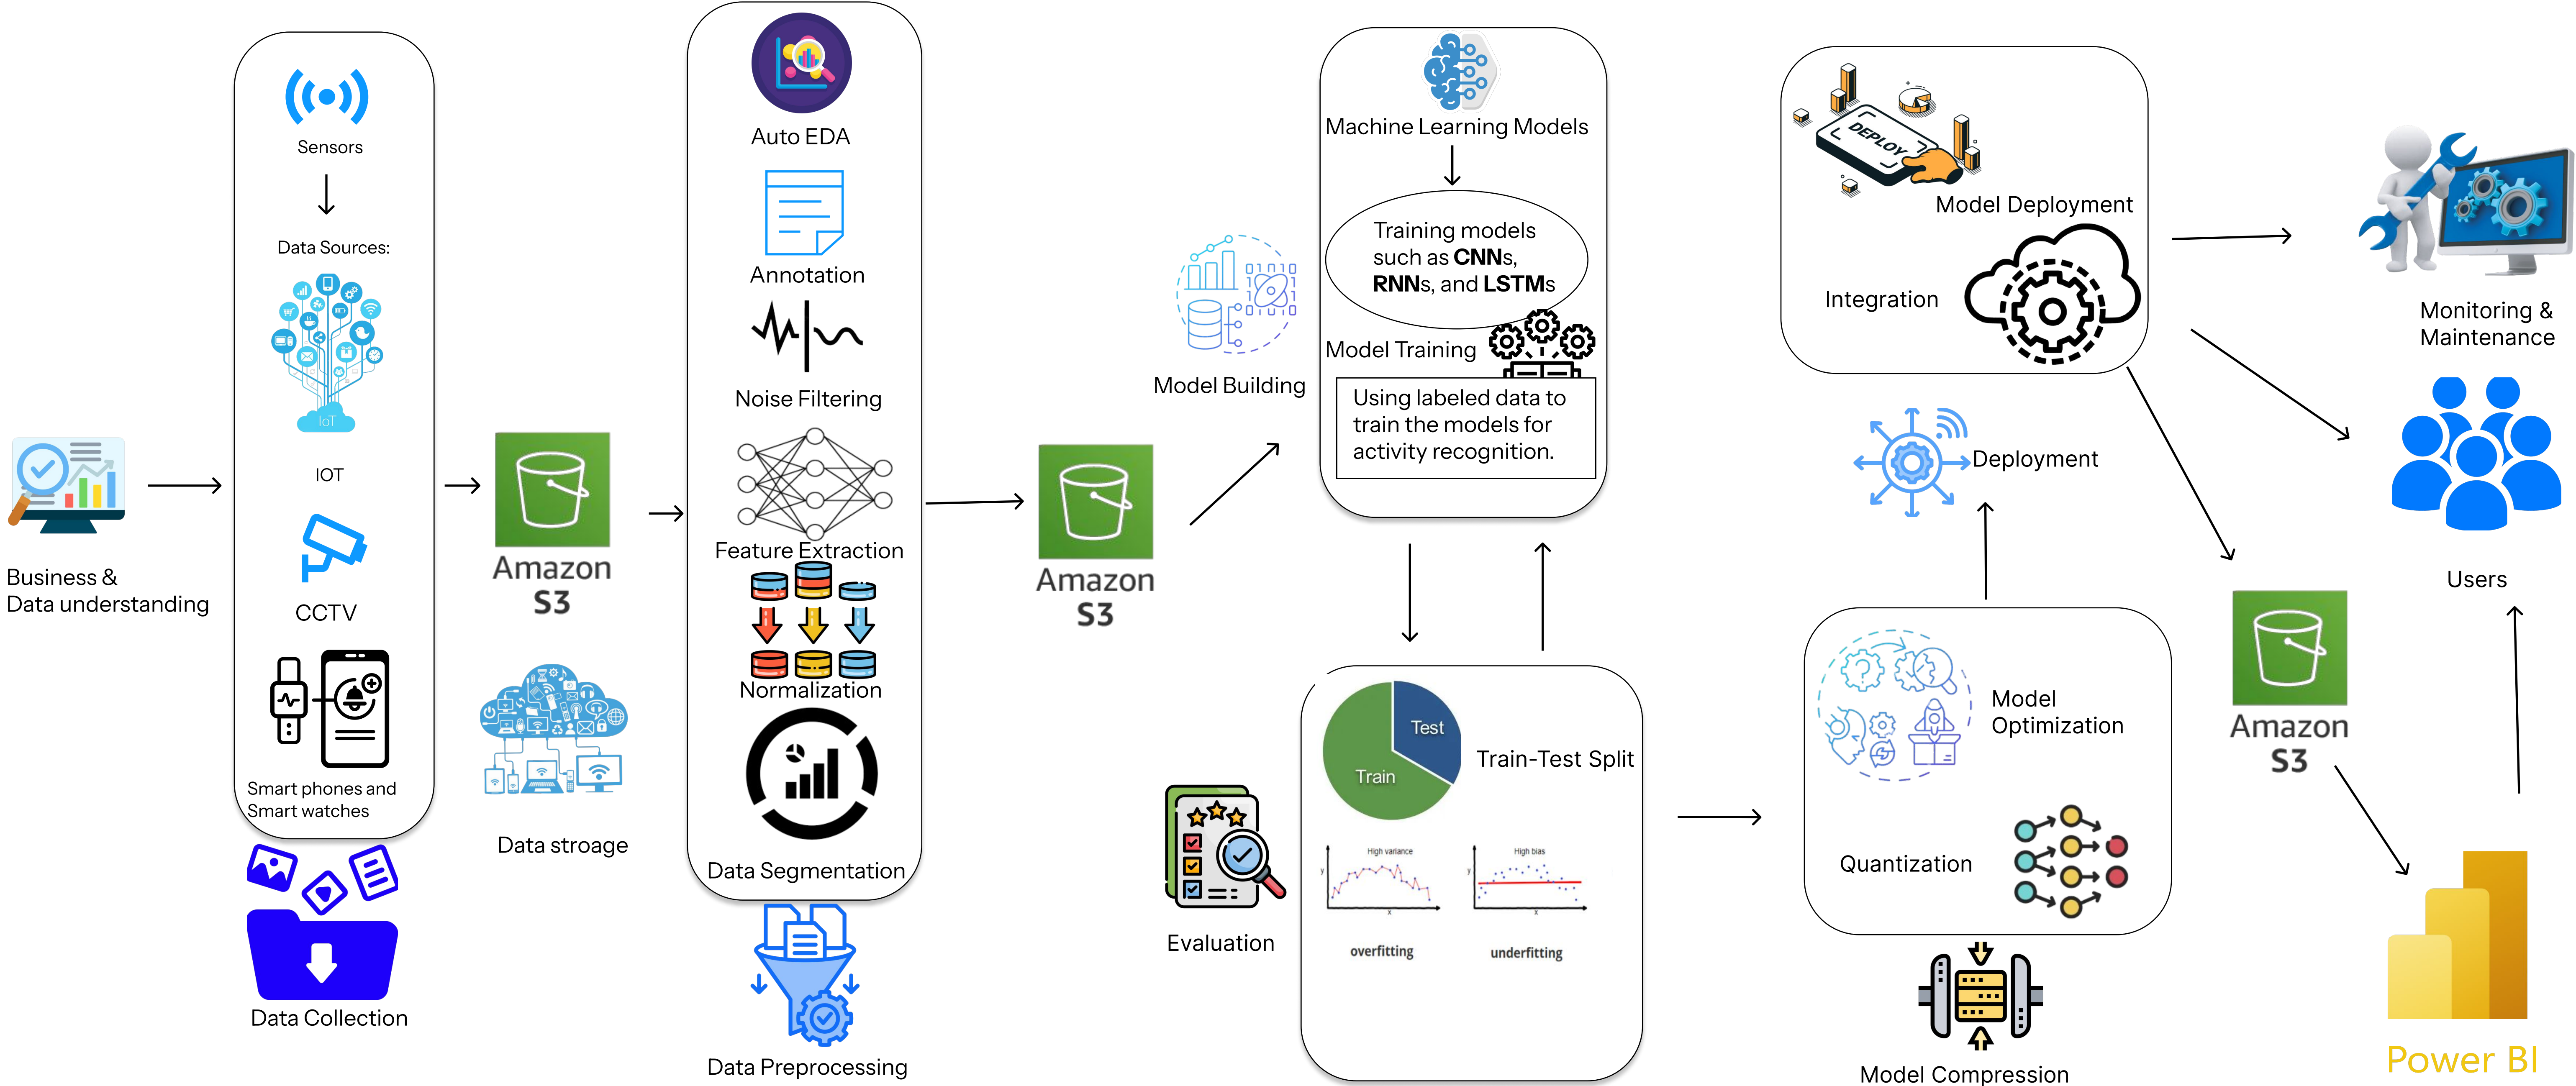 Business &
Data understanding
Sensors
Data Sources:
IoT
IOT
CCTV
Smart phones and
Smart watches
Data Collection
Amazon
S3
Data stroage
Auto EDA
Annotation
Noise Filtering
Feature Extraction
Normalization
Data Segmentation
Data Preprocessing
Amazon
S3
Model Building
Machine Learning Models
Training models
such as CNNs,
RNNs, and LSTMs
Model Training
Using labeled data to
train the models for
activity recognition.
Evaluation
Test
Train
Train-Test Split
High variance
y
x
overfitting
High bias
y
x
underfitting
DEPLOY
Model Deployment
Integration
Deployment
Model
Optimization
Quantization
Model Compression
Monitoring &
Maintenance
Users
Amazon
S3
Power BI